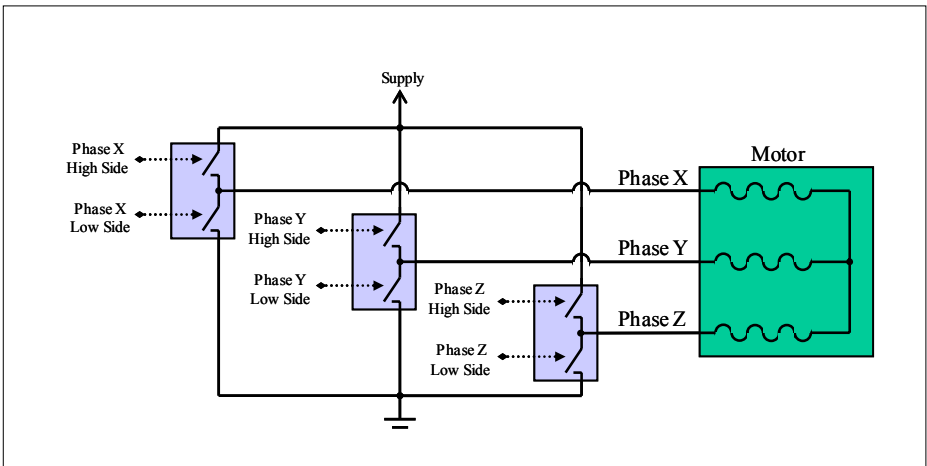 Supply
Phase X
High Side
Phase X
Low Side
Phase Y
High Side
Phase Y
Low Side
Phase Z
High Side
Phase Z
Low Side
Motor
Phase X
Phase Y
Phase Z